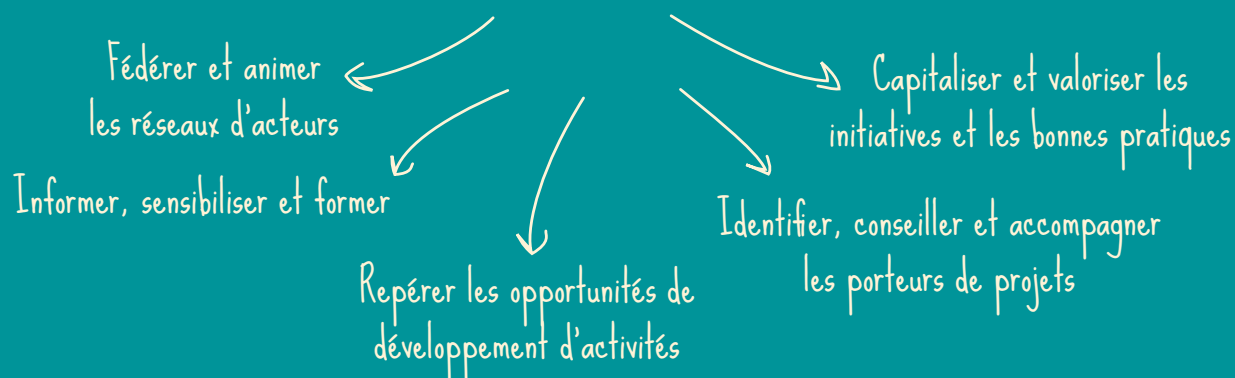 Fédérer et animer
les réseaux d'acteurs
Informer, sensibiliser et former
Repérer les opportunités de
développement d'activités
Identifier, conseiller et accompagner
les porteurs de projets
Capitaliser et valoriser les
initiatives et les bonnes pratiques